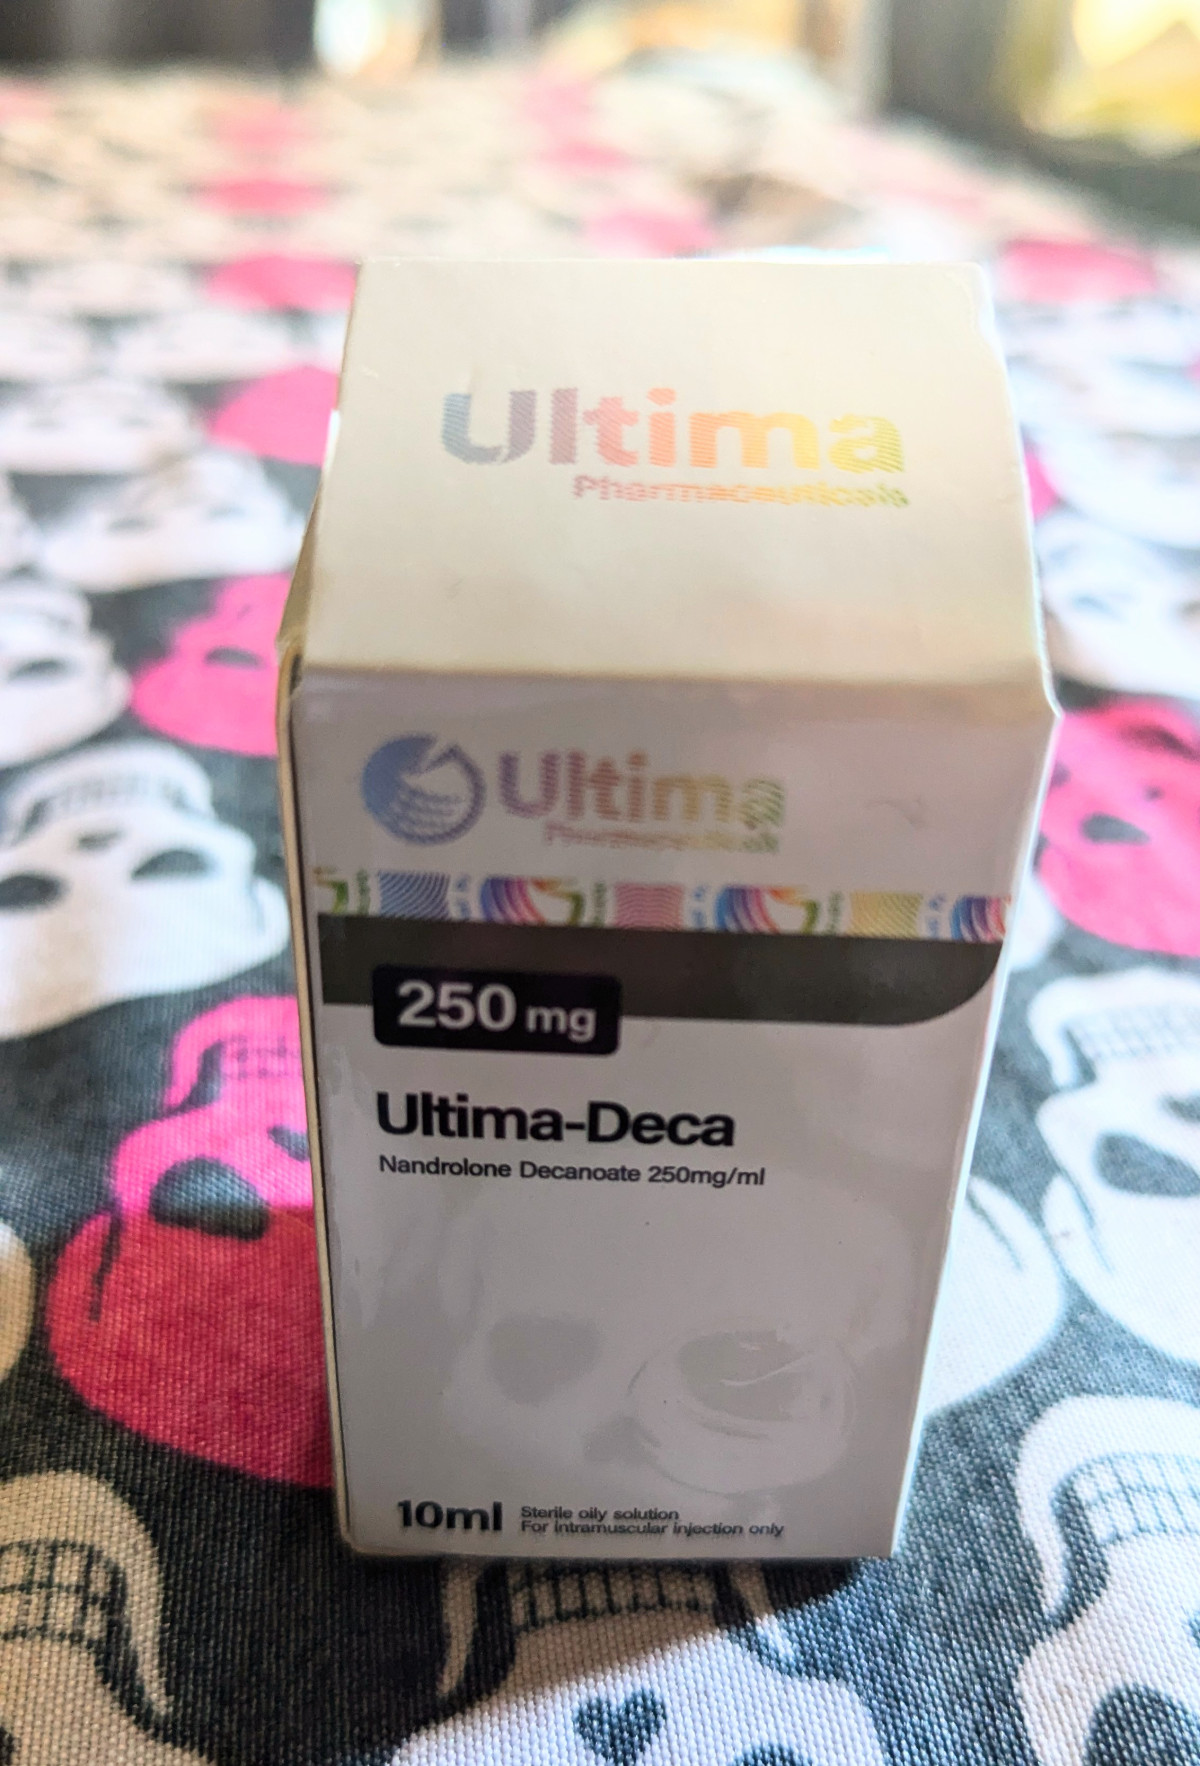 Ultima
Pharmaceuticals
Ultima
Pharmaceuticals
250 mg
Ultima-Deca
Nandrolone Decanoate 250mg/ml
10ml
Sterile oily solution
For intramuscular injection only